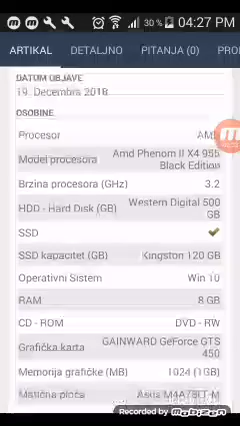 30% 04:27 PM
ARTIKAL DETALJNO PITANJA (0)
DATUM OBJAVE
19. Decembra 2018
OSOBINE
Procesor AMD
Model procesora Amd Phenom II X4 955
Black Edition
Brzina procesora (GHz) 3.2
HDD - Hard Disk (GB) Western Digital 500
GB
SSD
SSD kapacitet (GB) Kingston 120 GB
Operativni Sistem Win 10
RAM 8 GB
CD - ROM DVD - RW
Grafička karta GAINWARD GeForce GTS
450
Memorija grafičke (MB) 1024 (1GB)
Matična ploča
Recorded by
Mobizen